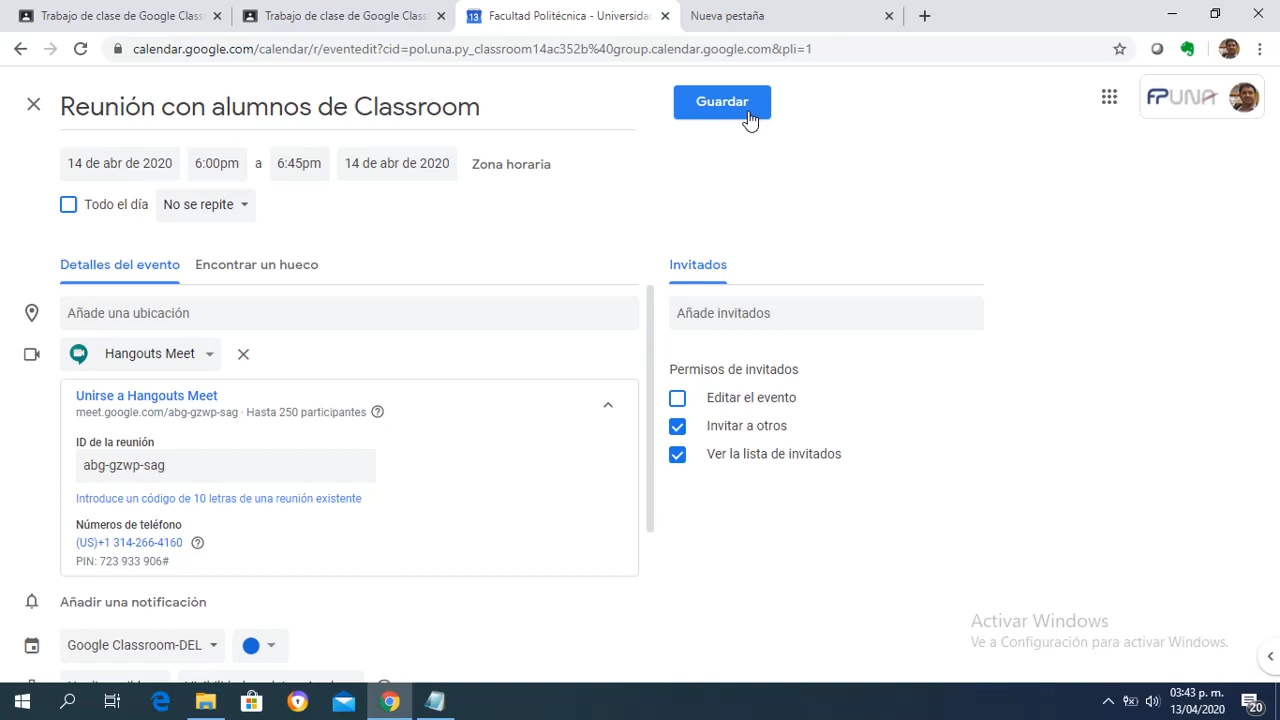 Trabajo de clase de Google Clas
Trabajo de clase de Google Class
Facultad Politécnica - Universida
Nueva pestaña
calendar.google.com/calendar/r/eventedit?cid=pol.una.py_classroom14ac352b%40group.calendar.google.com&pli=1
Reunión con alumnos de Classroom
Guardar
FPUNA
14 de abr de 2020 6:00pm a 6:45pm 14 de abr de 2020 Zona horaria
Todo el día No se repite
Detalles del evento Encontrar un hueco
Invitados
Añade una ubicación
Añade invitados
Hangouts Meet
Permisos de invitados
Unirse a Hangouts Meet
meet.google.com/abg-gzwp-sag · Hasta 250 participantes
Editar el evento
Invitar a otros
Ver la lista de invitados
ID de la reunión
abg-gzwp-sag
Introduce un código de 10 letras de una reunión existente
Números de teléfono
(US)+1 314-266-4160
PIN: 723 933 906#
Añadir una notificación
Google Classroom-DEL
Activar Windows
Ve a Configuración para activar Windows.
03:43 p. m.
13/04/2020
20